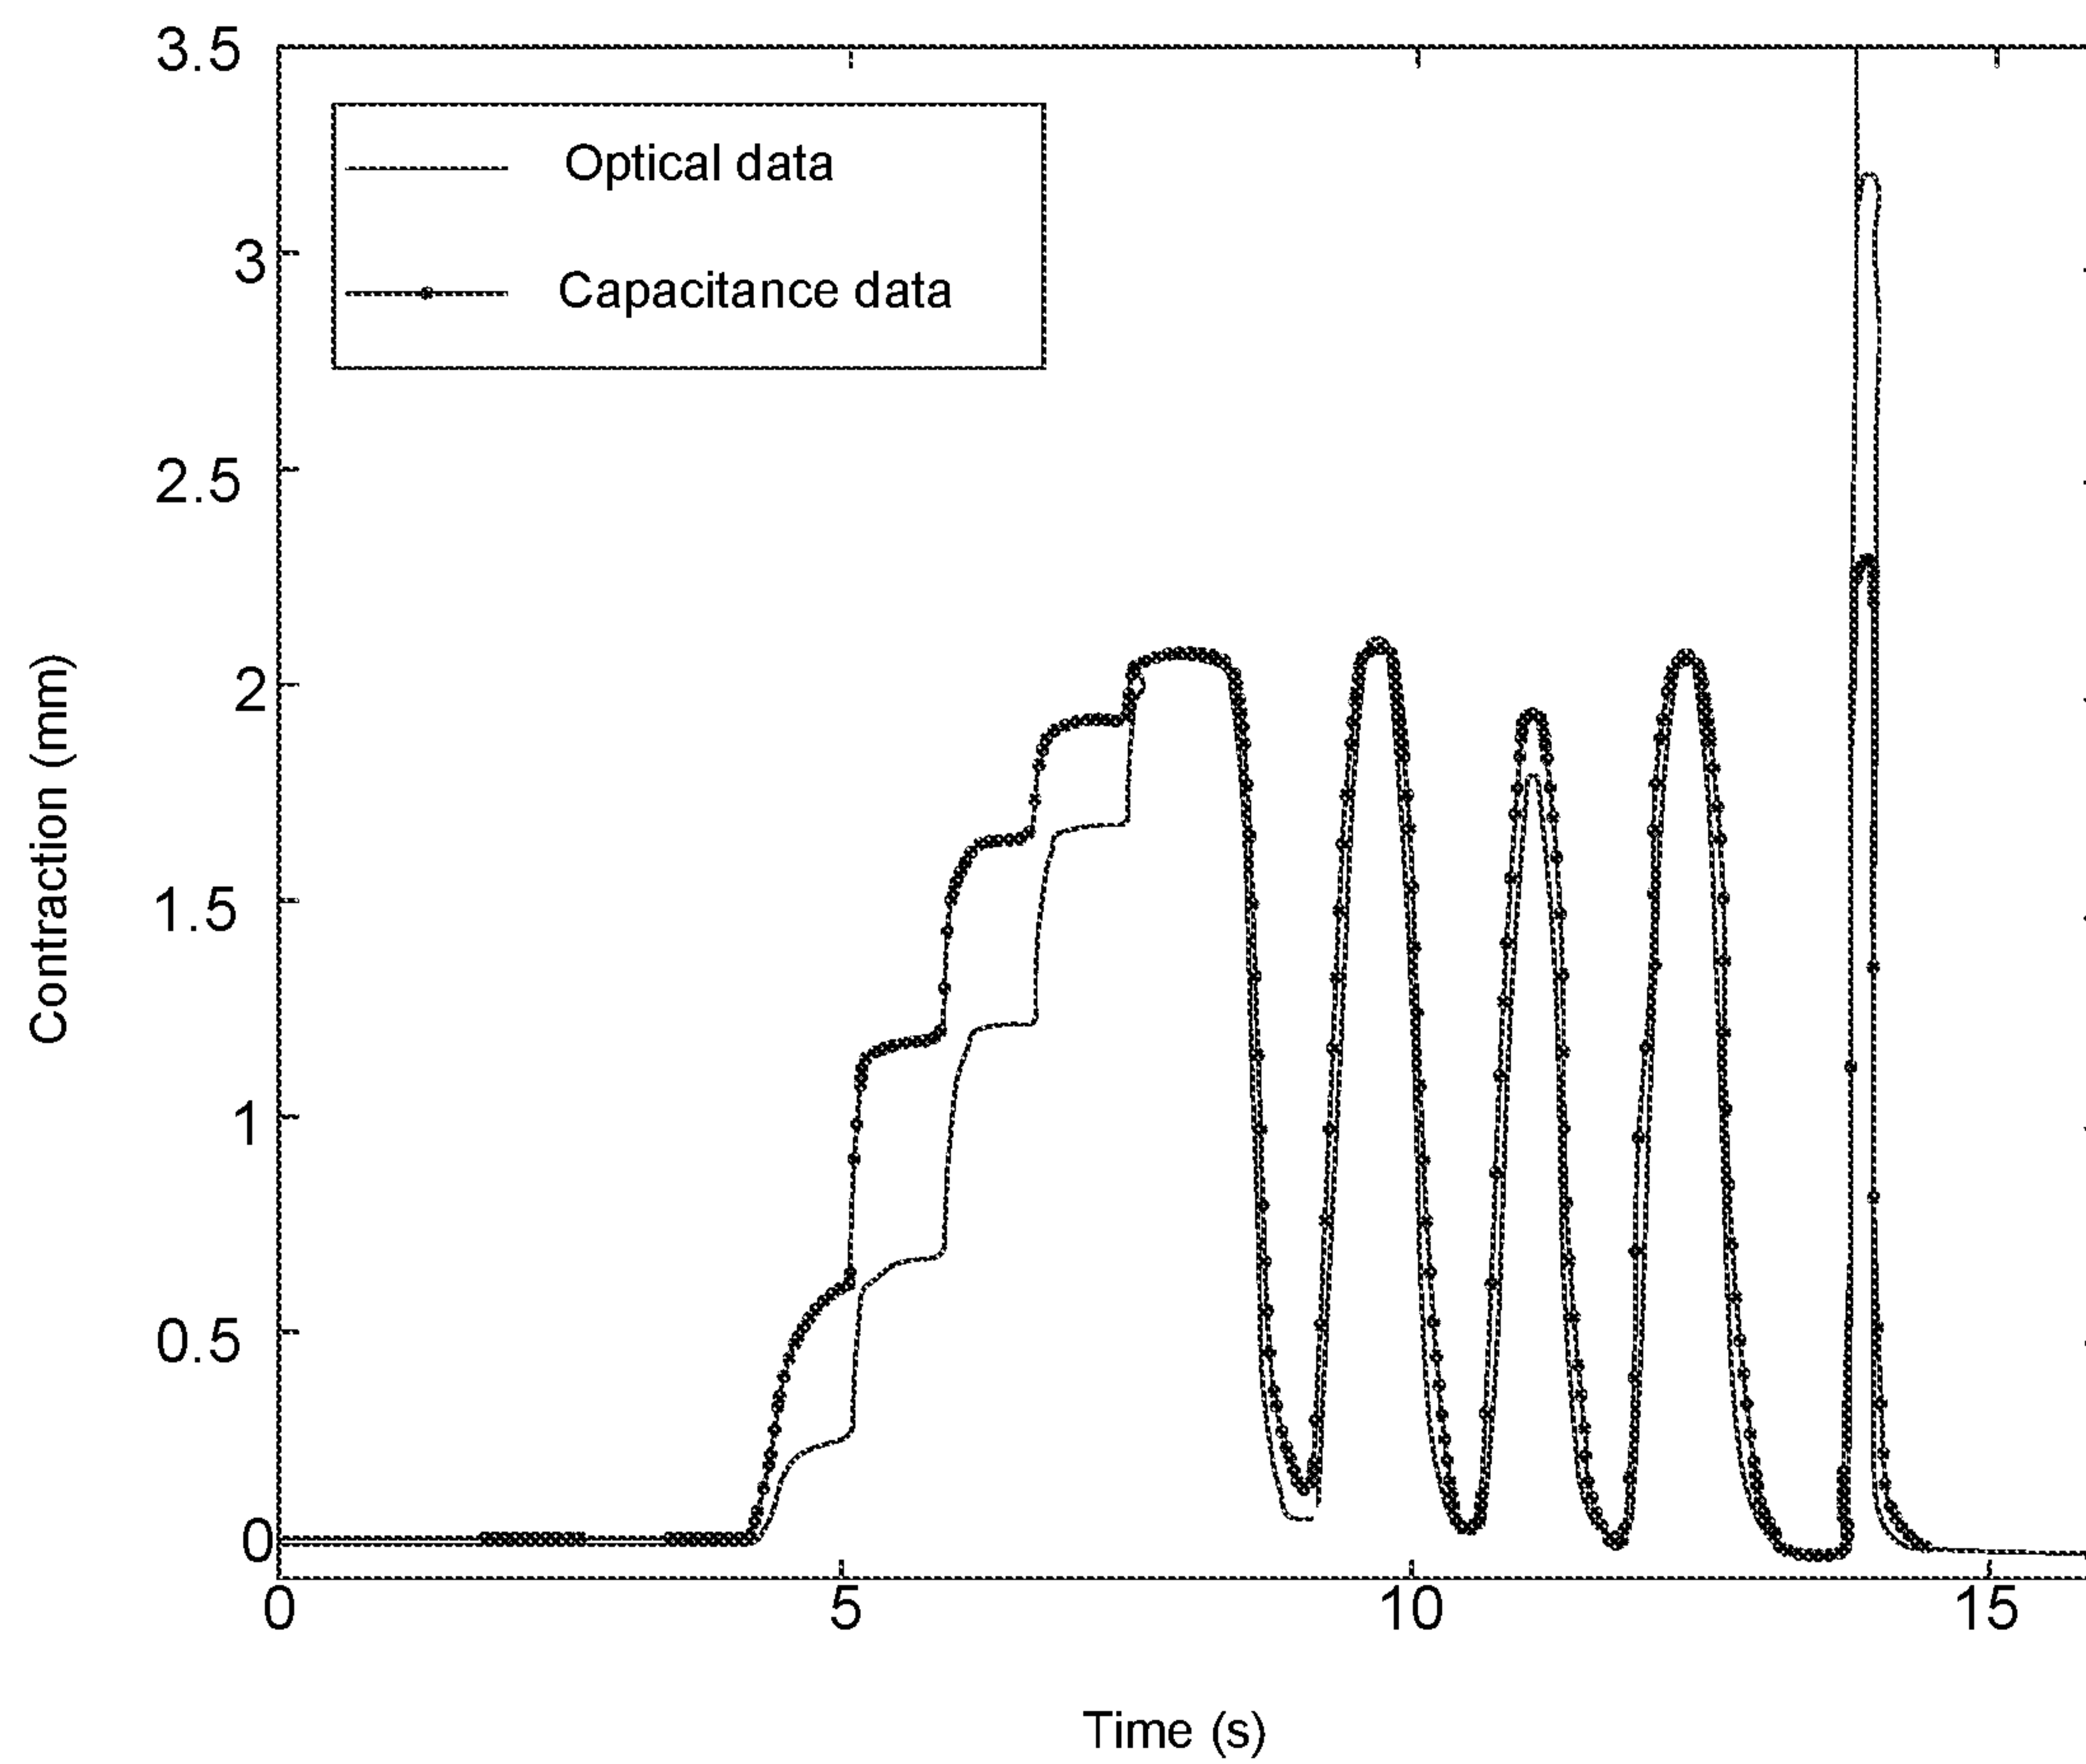 3.5
Optical data
3
Capacitance data
2.5
2
Contraction (mm)
1.5
1
0.5
0
0 5 10 15
Time (s)